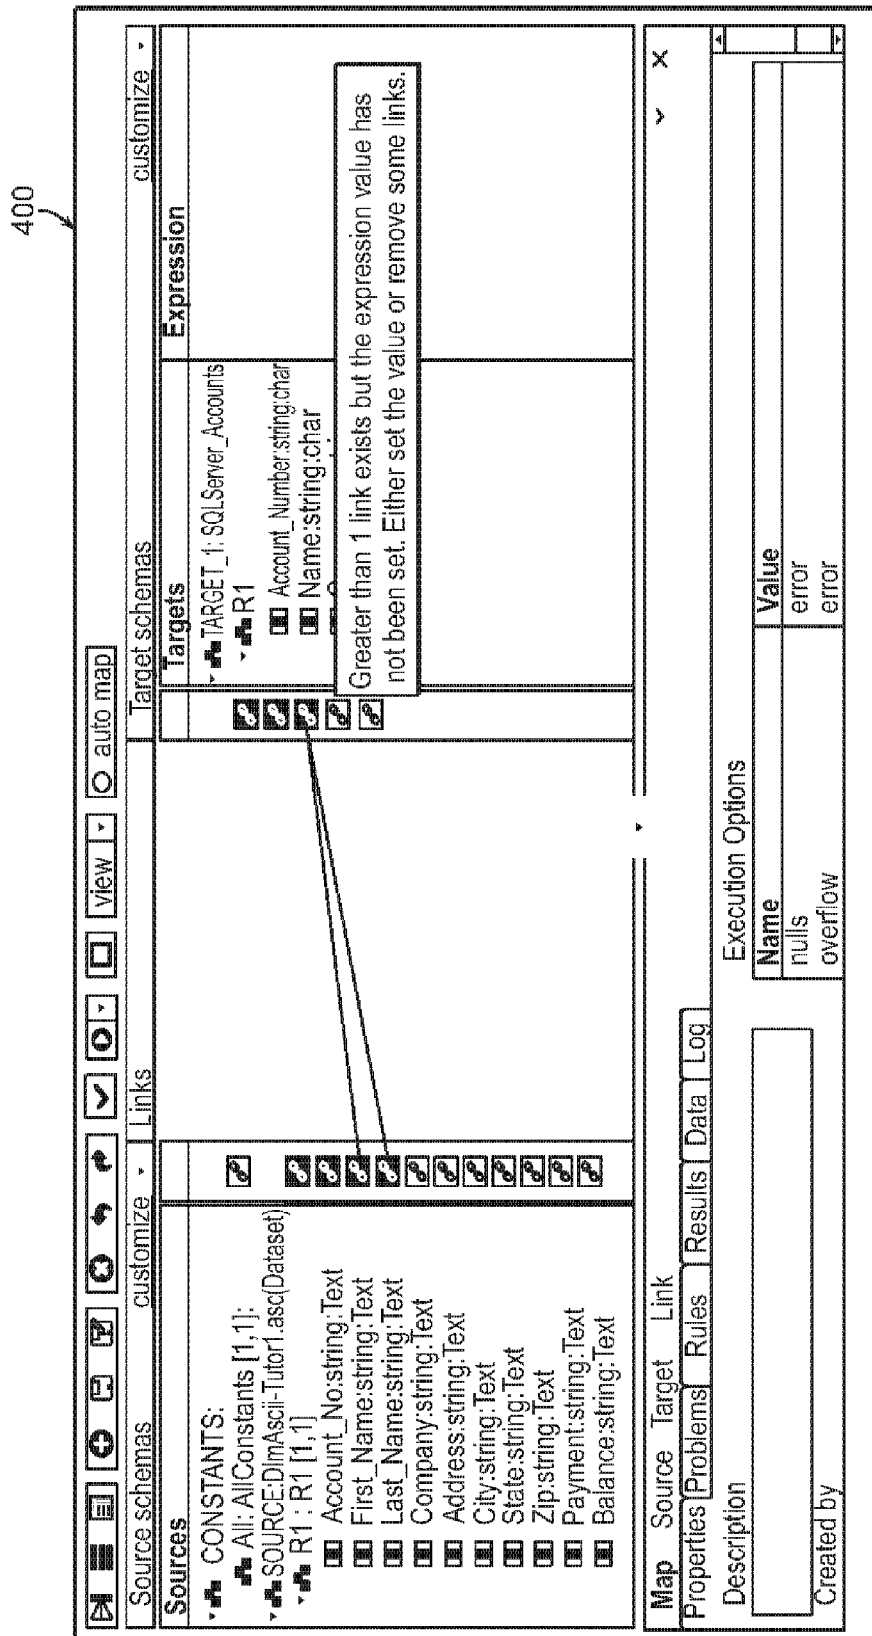 400
view
auto map
Source schemas
customize
Links
Target schemas
customize
Sources
Targets
Expression
CONSTANTS:
All: AllConstants [1,1]:
SOURCE:DlmAscii-Tutor1.asc(Dataset)
R1 : R1 [1,1]
Account_No:string:Text
First_Name:string:Text
Last_Name:string:Text
Company:string:Text
Address:string:Text
City:string:Text
State:string:Text
Zip:string:Text
Payment:string:Text
Balance:string:Text
TARGET_1: SQLServer_Accounts
R1
Account_Number:string:char
Name:string:char
Greater than 1 link exists but the expression value has
not been set. Either set the value or remove some links.
Map Source Target Link
Properties Problems Rules Results Data Log
Description
Created by
Execution Options
Name Value
nulls error
overflow error